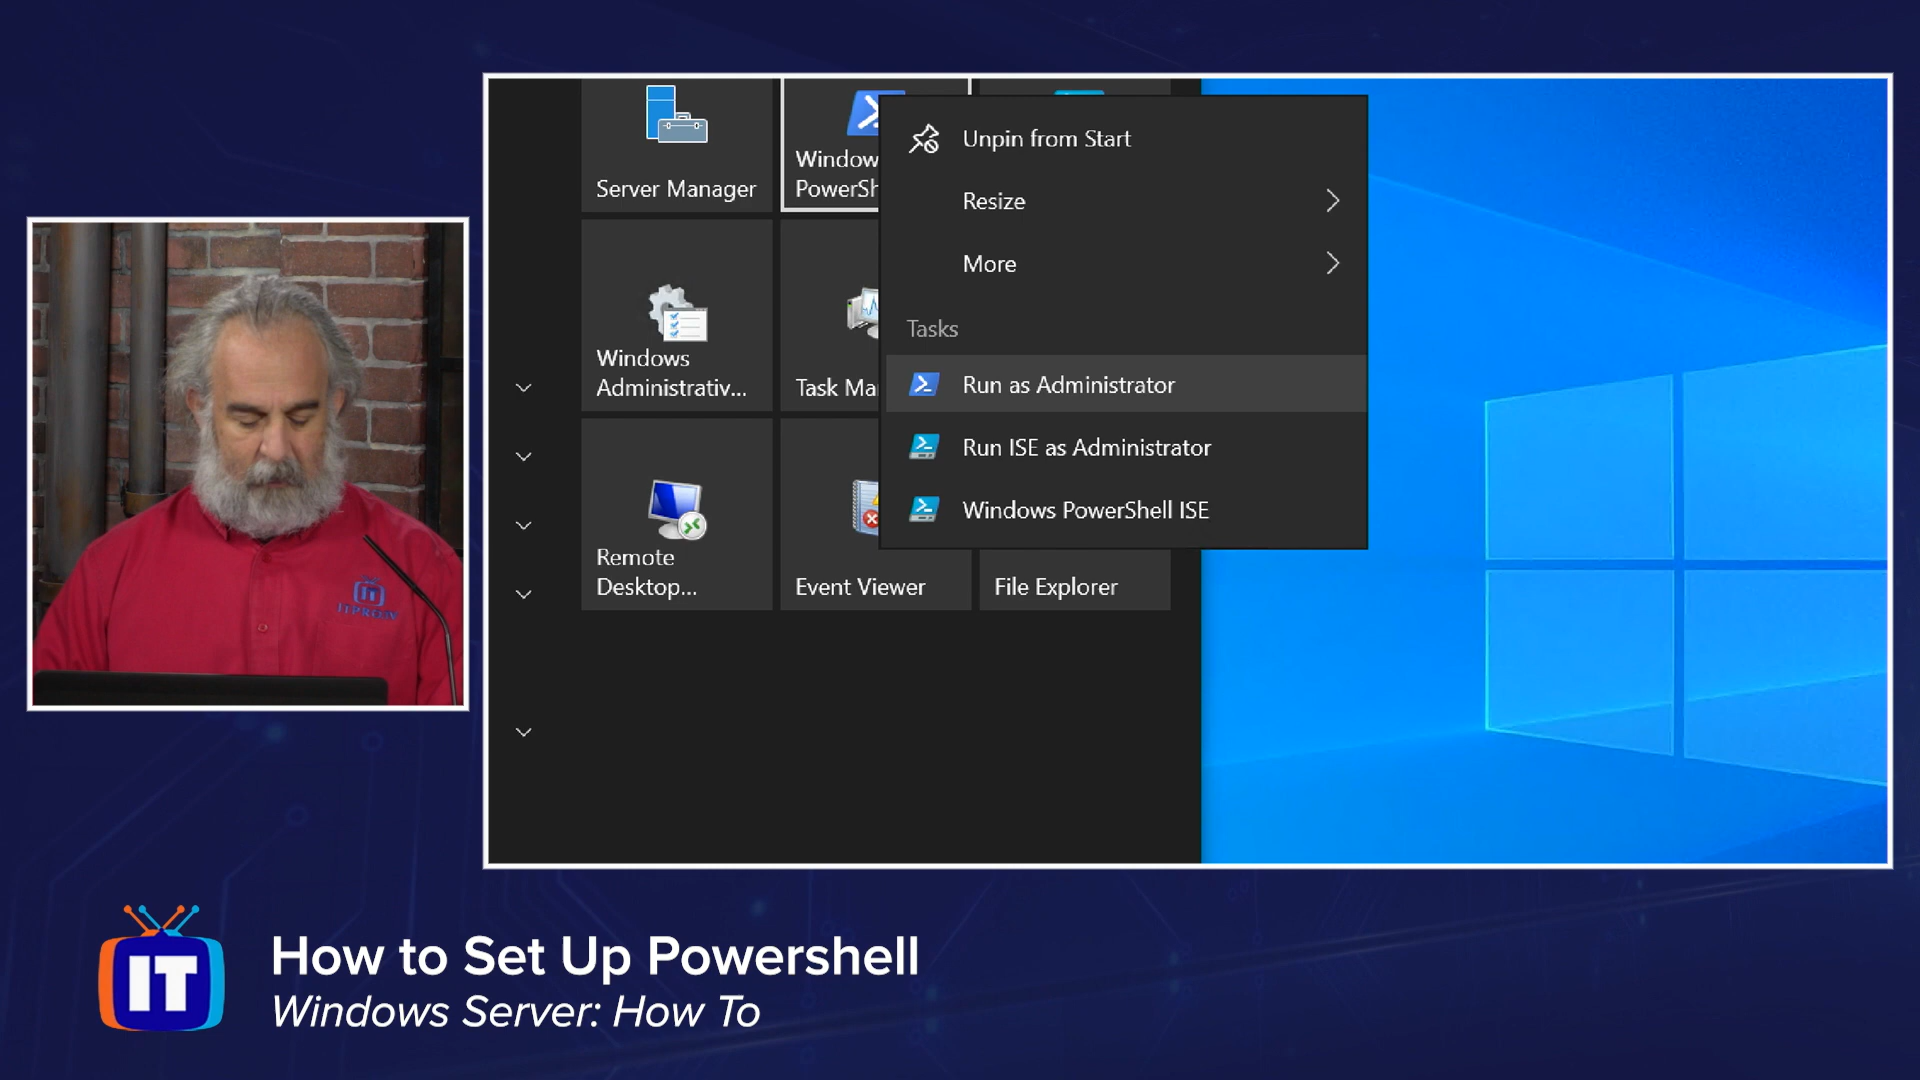 Server Manager
Window
PowerSh
Unpin from Start
Resize
More
Tasks
Run as Administrator
Run ISE as Administrator
Windows PowerShell ISE
Windows
Administrativ...
Task Ma
Remote
Desktop...
Event Viewer
File Explorer
it
ITPROTV
IT
How to Set Up Powershell
Windows Server: How To